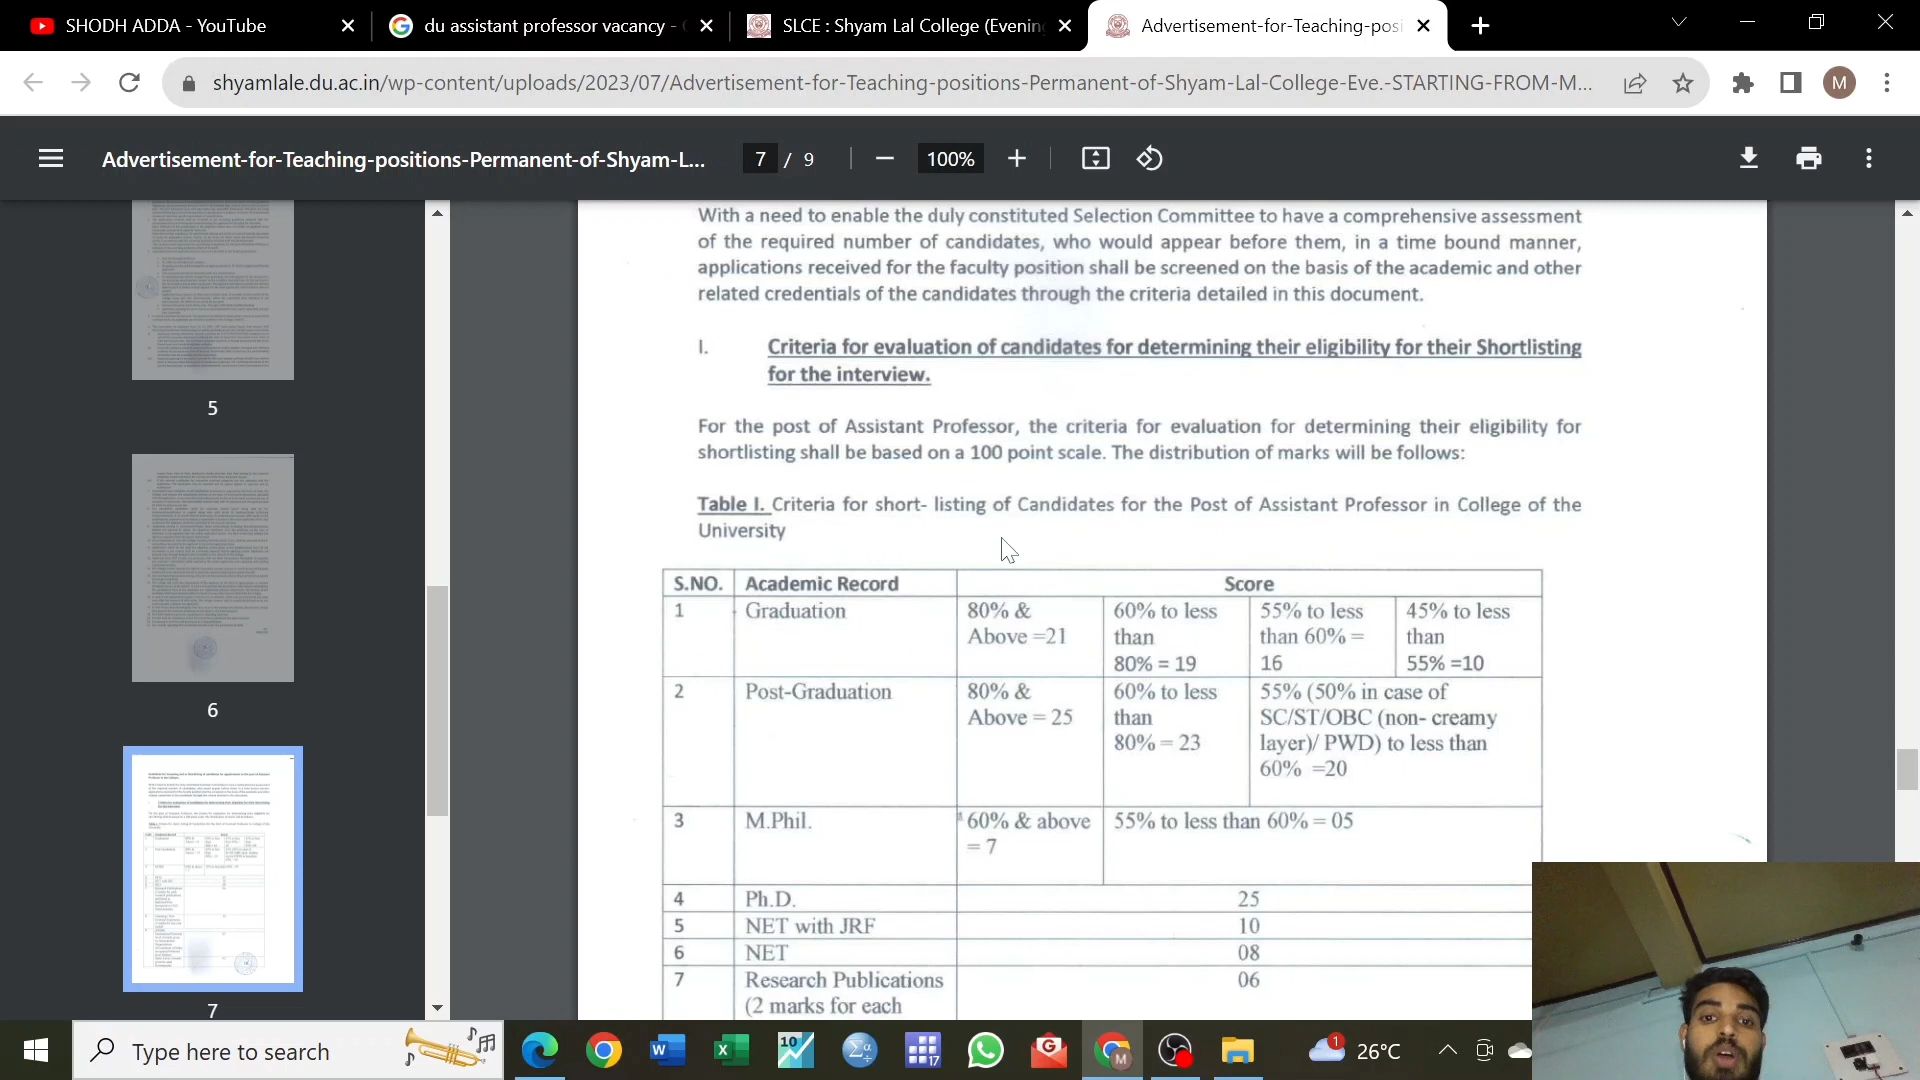 SHODH ADDA - YouTube
du assistant professor vacancy -
SLCE : Shyam Lal College (Evenin
Advertisement-for-Teaching-posi
shyamlale.du.ac.in/wp-content/uploads/2023/07/Advertisement-for-Teaching-positions-Permanent-of-Shyam-Lal-College-Eve.-STARTING-FROM-M...
M
Advertisement-for-Teaching-positions-Permanent-of-Shyam-L...
7 / 9
100%
5
6
7
With a need to enable the duly constituted Selection Committee to have a comprehensive assessment
of the required number of candidates, who would appear before them, in a time bound manner,
applications received for the faculty position shall be screened on the basis of the academic and other
related credentials of the candidates through the criteria detailed in this document.
I. Criteria for evaluation of candidates for determining their eligibility for their Shortlisting
for the interview.
For the post of Assistant Professor, the criteria for evaluation for determining their eligibility for
shortlisting shall be based on a 100 point scale. The distribution of marks will be follows:
Table I. Criteria for short- listing of Candidates for the Post of Assistant Professor in College of the
University
S.NO. Academic Record Score
1 Graduation 80% & 60% to less 55% to less 45% to less
Above =21 than than 60% = than
80% = 19 16 55% =10
2 Post-Graduation 80% & 60% to less 55% (50% in case of
Above = 25 than SC/ST/OBC (non- creamy
80% = 23 layer)/ PWD) to less than
60% =20
3 M.Phil. 60% & above 55% to less than 60% = 05
= 7
4 Ph.D. 25
5 NET with JRF 10
6 NET 08
7 Research Publications 06
(2 marks for each
Type here to search
26°C